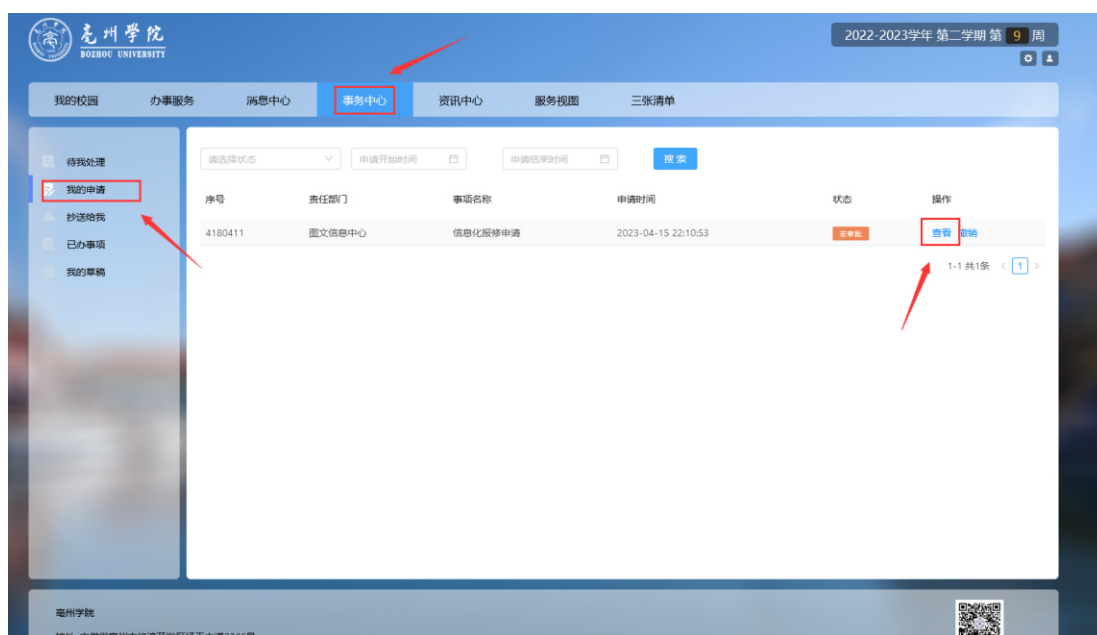 亳州学院
BOZHOU UNIVERSITY
2022-2023学年 第二学期 第 9 周
我的校园 办事服务 消息中心 事务中心 资讯中心 服务视图 三张清单
待我处理
我的申请
抄送给我
已办事项
我的草稿
请选择状态 申请开始时间 申请结束时间 搜索
序号 责任部门 事项名称 申请时间 状态 操作
4180411 图文信息中心 信息化报修申请 2023-04-15 22:10:53 未审批 查看 撤销
1-1 共1条 < 1 >
亳州学院